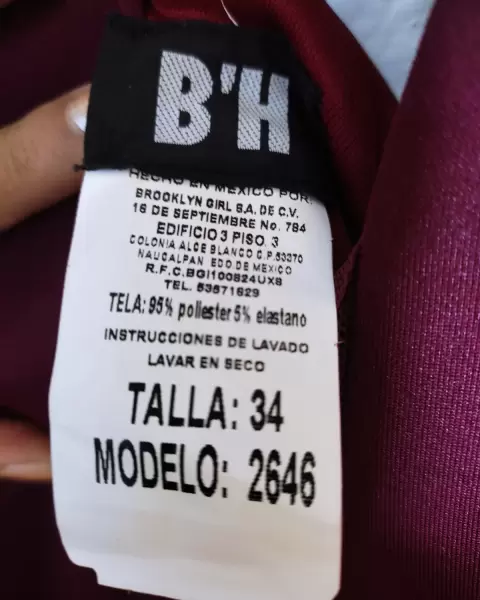 B'H
HECHO EN MEXICO POR:
BROOKLYN GIRL S.A. DE C.V.
16 DE SEPTIEMBRE No. 784
EDIFICIO 3 PISO 3
COLONIA ALCE BLANCO C.P.53370
NAUCALPAN EDO DE MEXICO
R.F.C.BGI100824UX8
TEL. 53571629
TELA: 95% poliester 5% elastano
INSTRUCCIONES DE LAVADO
LAVAR EN SECO
TALLA: 34
MODELO: 2646